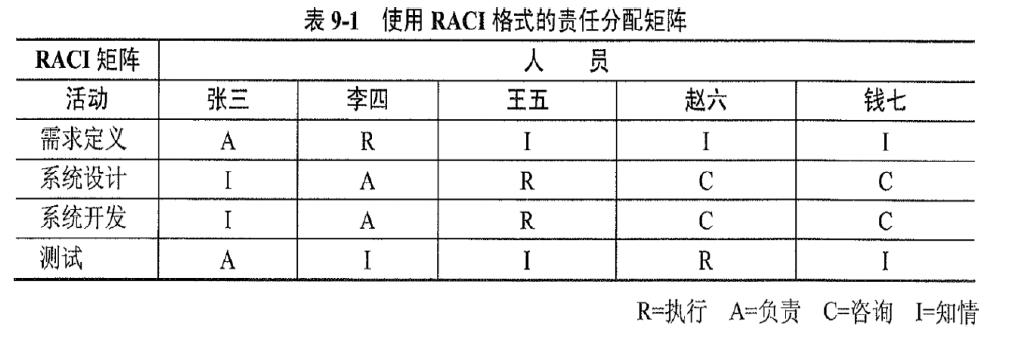 表 9-1 使用 RACI 格式的责任分配矩阵
RACI 矩阵 人 员
活动 张三 李四 王五 赵六 钱七
需求定义 A R I I I
系统设计 I A R C C
系统开发 I A R C C
测试 A I I R I
R=执行 A=负责 C=咨询 I=知情